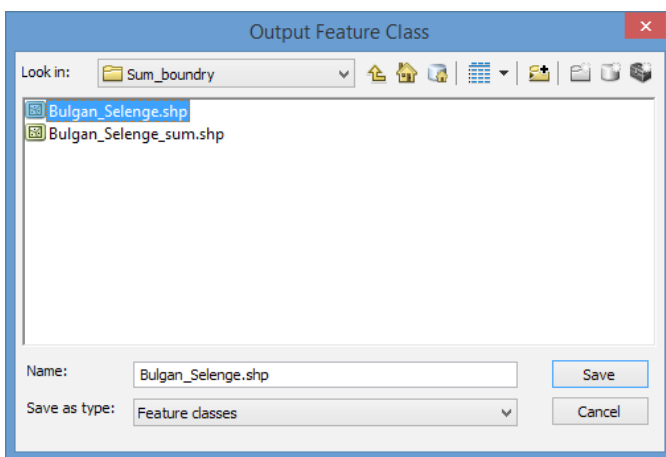 Output Feature Class
Look in: Sum_boundry
Bulgan_Selenge.shp
Bulgan_Selenge_sum.shp
Name: Bulgan_Selenge.shp Save
Save as type: Feature classes Cancel